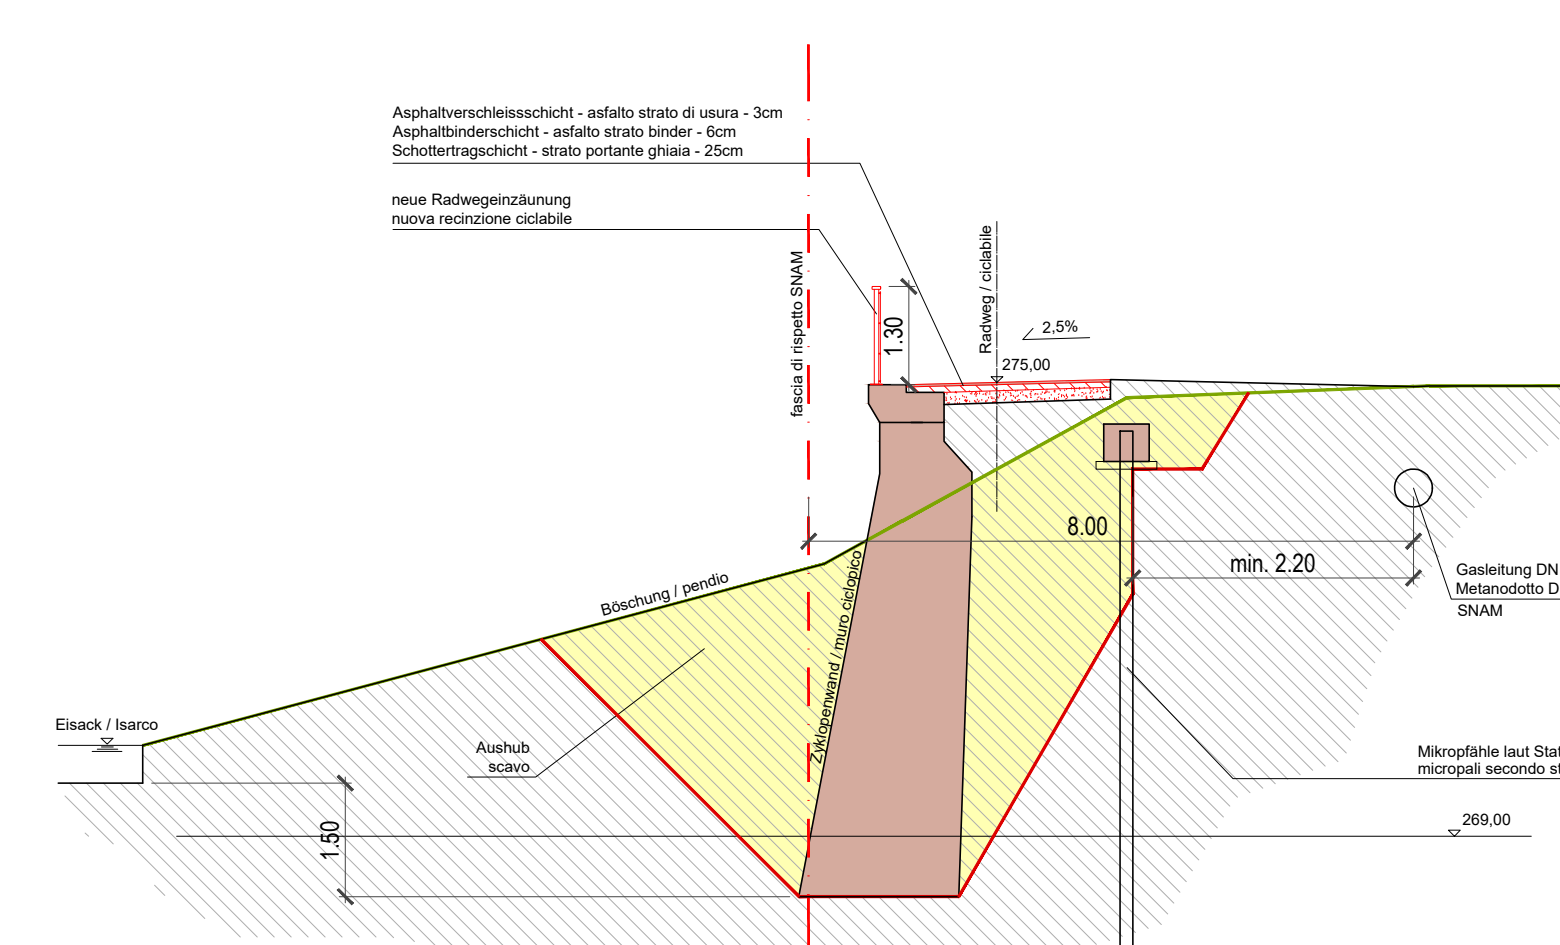 Asphaltverschleissschicht - asfalto strato di usura - 3cm
Asphaltbinderschicht - asfalto strato binder - 6cm
Schottertragschicht - strato portante ghiaia - 25cm
neue Radwegeinzäunung
nuova recinzione ciclabile
fascia di rispetto SNAM
1.30
Radweg / ciclabile
2,5%
275,00
8.00
min. 2.20
Gasleitung DN
Metanodotto D
SNAM
Böschung / pendio
Zyklopenwand / muro ciclopico
Eisack / Isarco
Aushub
scavo
Mikropfähle laut Stat
micropali secondo st
269,00
1.50